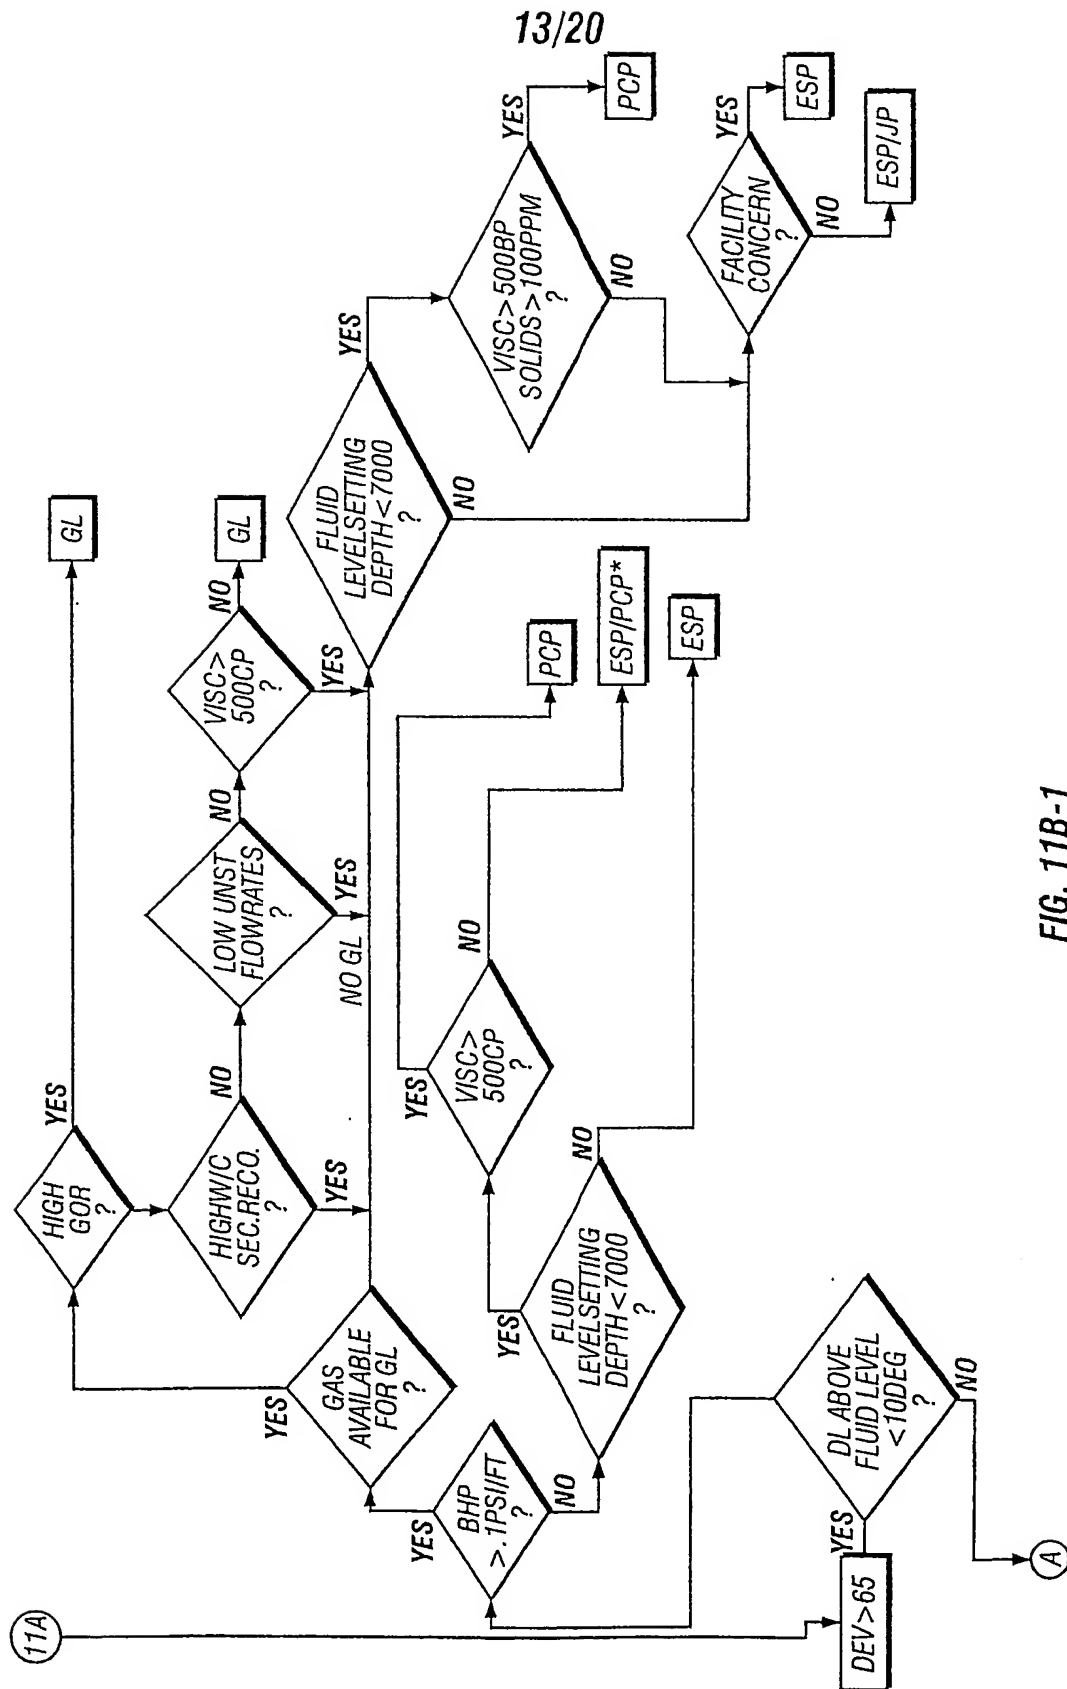 13/20
11A
DEV>65
YES
DL ABOVE
FLUID LEVEL
<10DEG
?
NO
A
BHP
>.1PSI/FT
?
YES
NO
GAS
AVAILABLE
FOR GL
?
YES
HIGH
GOR
?
YES
GL
HIGHW/C
SEC.RECO.
?
NO
YES
LOW UNST
FLOWRATES
?
NO
YES
NO GL
VISC>
500CP
?
NO
YES
GL
FLUID
LEVELSETTING
DEPTH<7000
?
YES
NO
VISC>500BP
SOLIDS>100PPM
?
YES
NO
PCP
FACILITY
CONCERN
?
YES
NO
ESP
ESP/JP
FLUID
LEVELSETTING
DEPTH<7000
?
YES
NO
VISC>
500CP
?
YES
NO
PCP
ESP/PCP*
ESP
FIG. 11B-1